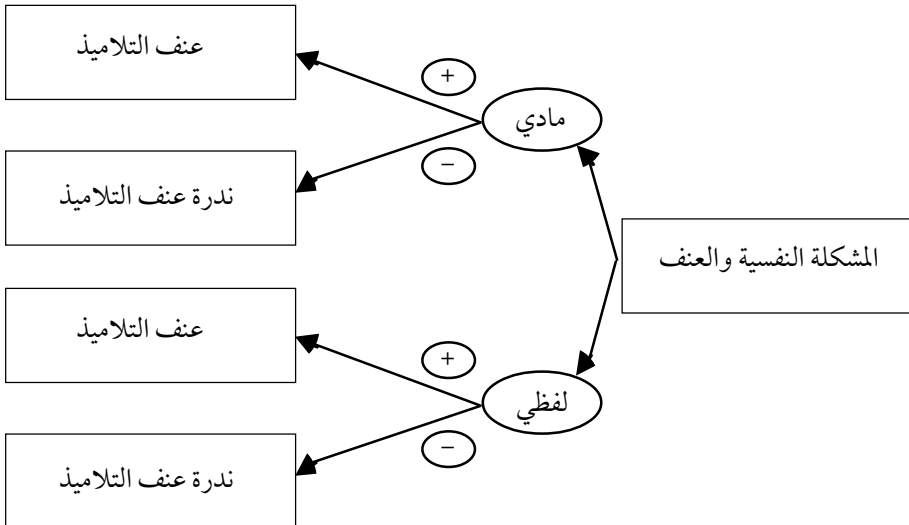 المشكلة النفسية والعنف
مادي
+
عنف التلاميذ
−
ندرة عنف التلاميذ
لفظي
+
عنف التلاميذ
−
ندرة عنف التلاميذ